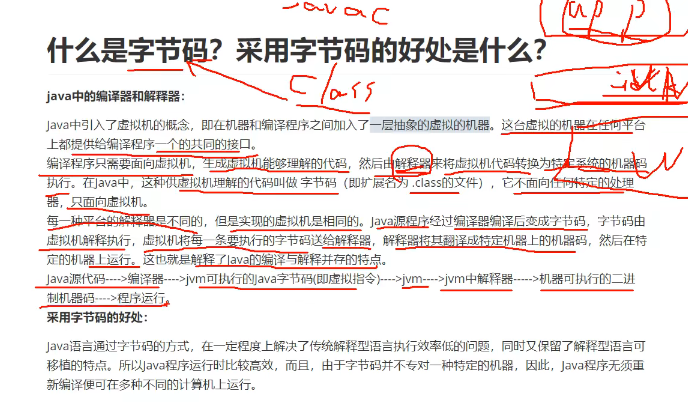 javac
app
什么是字节码？采用字节码的好处是什么？
class
java中的编译器和解释器：
Java中引入了虚拟机的概念，即在机器和编译程序之间加入了一层抽象的虚拟的机器。这台虚拟的机器在任何平台
上都提供给编译程序一个的共同的接口。
编译程序只需要面向虚拟机，生成虚拟机能够理解的代码，然后由解释器来将虚拟机代码转换为特定系统的机器码
执行。在Java中，这种供虚拟机理解的代码叫做 字节码（即扩展名为 .class的文件），它不面向任何特定的处理
器，只面向虚拟机。
每一种平台的解释器是不同的，但是实现的虚拟机是相同的。Java源程序经过编译器编译后变成字节码，字节码由
虚拟机解释执行，虚拟机将每一条要执行的字节码送给解释器，解释器将其翻译成特定机器上的机器码，然后在特
定的机器上运行。这也就是解释了Java的编译与解释并存的特点。
Java源代码---->编译器---->jvm可执行的Java字节码(即虚拟指令)---->jvm---->jvm中解释器----->机器可执行的二进
制机器码---->程序运行。
采用字节码的好处：
Java语言通过字节码的方式，在一定程度上解决了传统解释型语言执行效率低的问题，同时又保留了解释型语言可
移植的特点。所以Java程序运行时比较高效，而且，由于字节码并不专对一种特定的机器，因此，Java程序无须重
新编译便可在多种不同的计算机上运行。